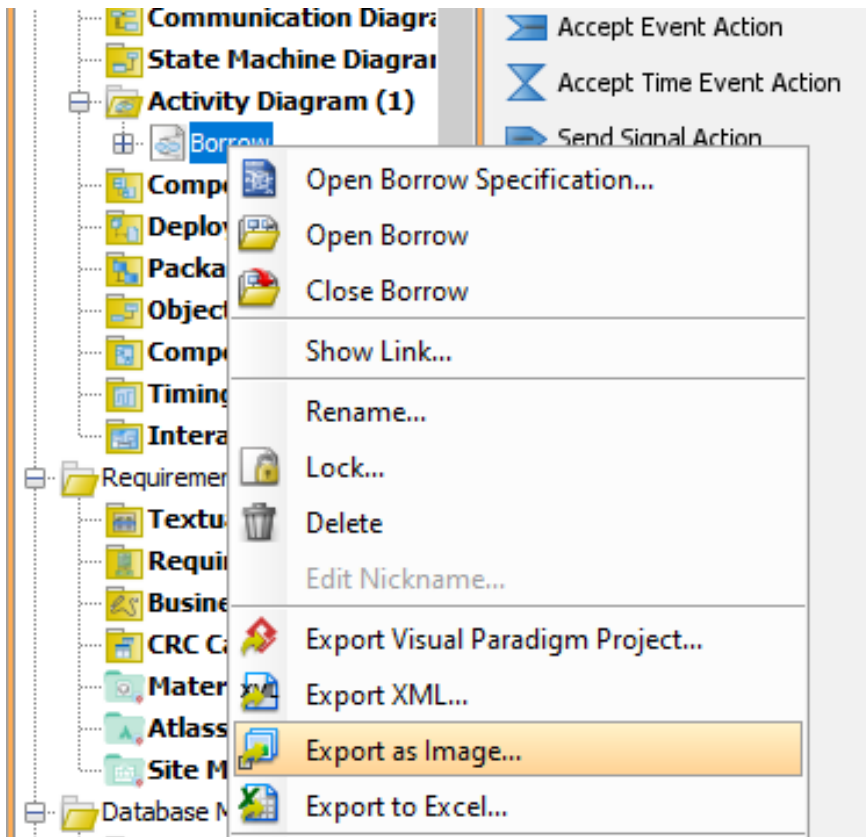 Communication Diagra
State Machine Diagra
Activity Diagram (1)
Borrow
Compo
Deploy
Packa
Object
Compo
Timing
Intera
Requiremen
Textu
Requi
Busine
CRC Ca
Mater
Atlass
Site M
Database M
Accept Event Action
Accept Time Event Action
Send Signal Action
Open Borrow Specification...
Open Borrow
Close Borrow
Show Link...
Rename...
Lock...
Delete
Edit Nickname...
Export Visual Paradigm Project...
Export XML...
Export as Image...
Export to Excel...